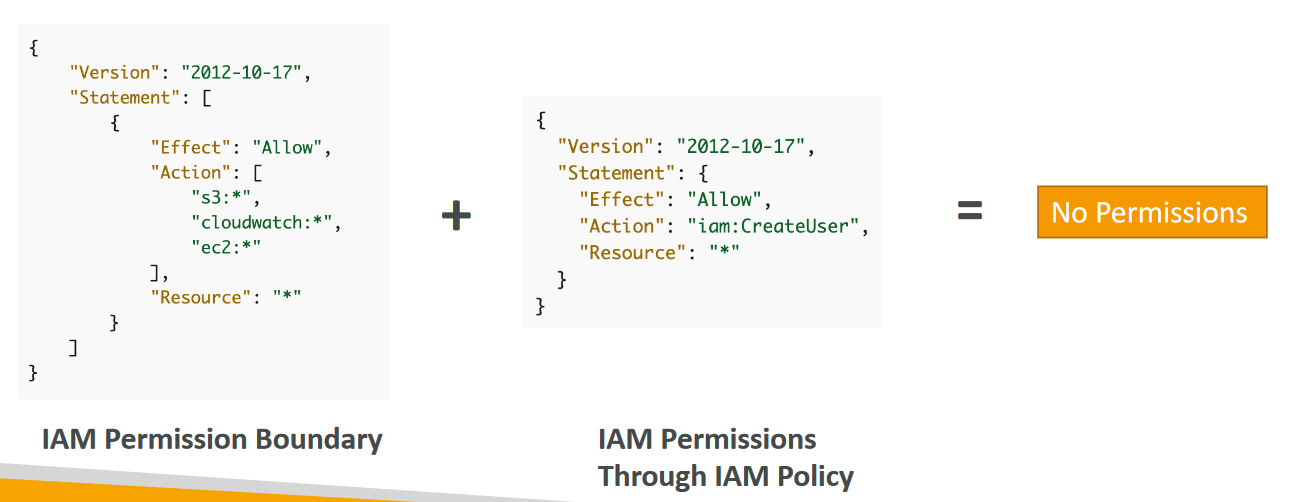 {
    "Version": "2012-10-17",
    "Statement": [
        {
            "Effect": "Allow",
            "Action": [
                "s3:*",
                "cloudwatch:*",
                "ec2:*"
            ],
            "Resource": "*"
        }
    ]
}
IAM Permission Boundary
+
{
  "Version": "2012-10-17",
  "Statement": {
    "Effect": "Allow",
    "Action": "iam:CreateUser",
    "Resource": "*"
  }
}
IAM Permissions
Through IAM Policy
=
No Permissions